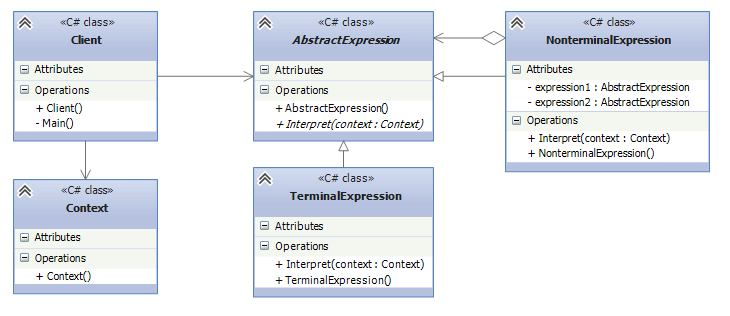 «C# class»
Client
Attributes
Operations
+ Client()
- Main()
«C# class»
AbstractExpression
Attributes
Operations
+ AbstractExpression()
+ Interpret(context : Context)
«C# class»
NonterminalExpression
Attributes
- expression1 : AbstractExpression
- expression2 : AbstractExpression
Operations
+ Interpret(context : Context)
+ NonterminalExpression()
«C# class»
Context
Attributes
Operations
+ Context()
«C# class»
TerminalExpression
Attributes
Operations
+ Interpret(context : Context)
+ TerminalExpression()